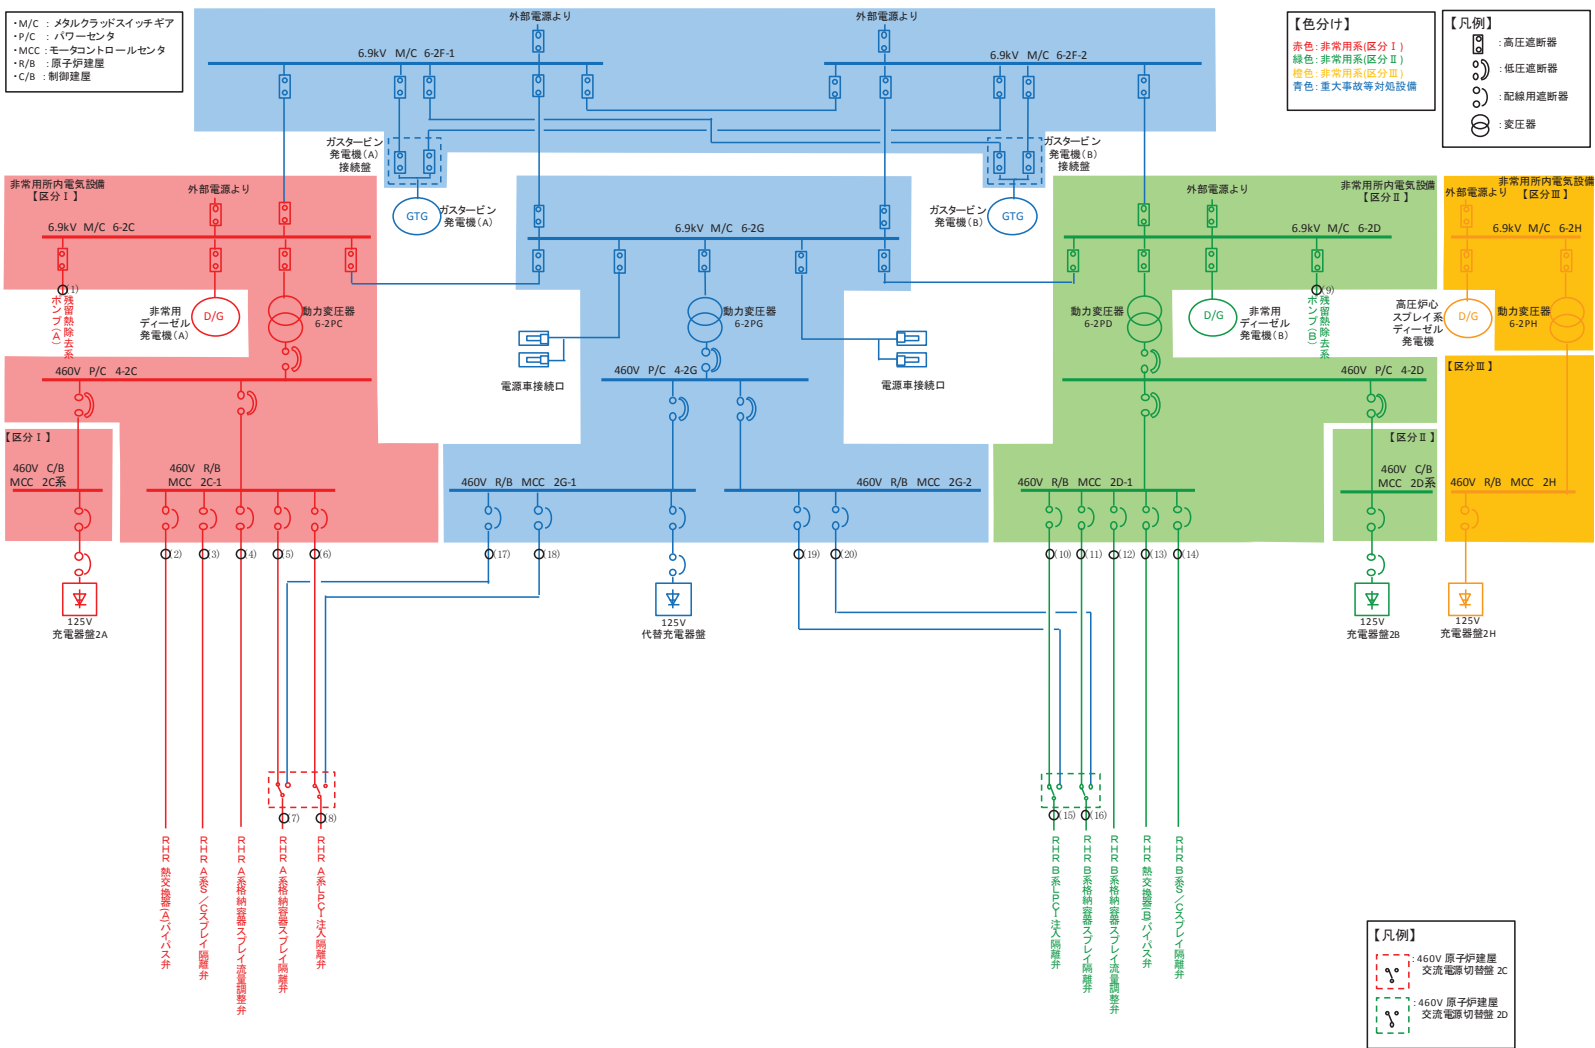 ・M/C : メタルクラッドスイッチギア
・P/C : パワーセンタ
・MCC : モータコントロールセンタ
・R/B : 原子炉建屋
・C/B : 制御建屋
外部電源より
外部電源より
6.9kV M/C 6-2F-1
6.9kV M/C 6-2F-2
【色分け】
赤色:非常用系(区分Ⅰ)
緑色:非常用系(区分Ⅱ)
橙色:非常用系(区分Ⅲ)
青色:重大事故等対処設備
【凡例】
:高圧遮断器
:低圧遮断器
:配線用遮断器
:変圧器
ガスタービン
発電機(A)
接続盤
ガスタービン
発電機(B)
接続盤
GTG
ガスタービン
発電機(A)
ガスタービン
発電機(B)
GTG
非常用所内電気設備
【区分Ⅰ】
外部電源より
6.9kV M/C 6-2C
(1)
残留熱除去系
ポンプ(A)
非常用
ディーゼル
発電機(A)
D/G
動力変圧器
6-2PC
460V P/C 4-2C
6.9kV M/C 6-2G
動力変圧器
6-2PG
電源車接続口
電源車接続口
460V P/C 4-2G
非常用所内電気設備
【区分Ⅱ】
外部電源より
6.9kV M/C 6-2D
動力変圧器
6-2PD
D/G
非常用
ディーゼル
発電機(B)
(9)
残留熱除去系
ポンプ(B)
460V P/C 4-2D
非常用所内電気設備
【区分Ⅲ】
外部電源より
6.9kV M/C 6-2H
高圧炉心
スプレイ系
ディーゼル
発電機
D/G
動力変圧器
6-2PH
【区分Ⅲ】
【区分Ⅰ】
460V C/B
MCC 2C系
460V R/B
MCC 2C-1
460V R/B MCC 2G-1
460V R/B MCC 2G-2
460V R/B MCC 2D-1
【区分Ⅱ】
460V C/B
MCC 2D系
460V R/B MCC 2H
(2)
(3)
(4)
(5)
(6)
(17)
(18)
(19)
(20)
(10)
(11)
(12)
(13)
(14)
125V
充電器盤2A
125V
代替充電器盤
125V
充電器盤2B
125V
充電器盤2H
(7)
(8)
(15)
(16)
RHR 熱交換器(A)バイパス弁
RHR A系S/Cスプレイ隔離弁
RHR A系格納容器スプレイ流量調整弁
RHR A系格納容器スプレイ隔離弁
RHR A系LPCI注入隔離弁
RHR B系LPCI注入隔離弁
RHR B系格納容器スプレイ隔離弁
RHR B系格納容器スプレイ流量調整弁
RHR 熱交換器(B)バイパス弁
RHR B系S/Cスプレイ隔離弁
【凡例】
:460V 原子炉建屋
交流電源切替盤 2C
:460V 原子炉建屋
交流電源切替盤 2D